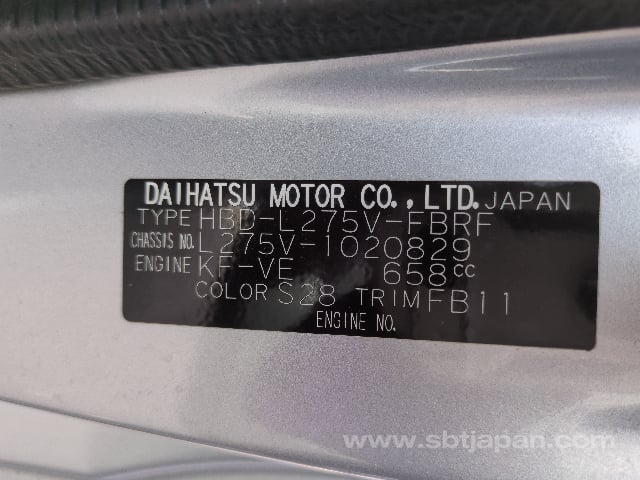 DAIHATSU MOTOR CO., LTD. JAPAN
TYPE HBD-L275V-FBRF
CHASSIS NO. L275V-1020829
ENGINE KF-VE 658cc
COLOR S28 TRIM FB11
ENGINE NO.
www.sbtjapan.com